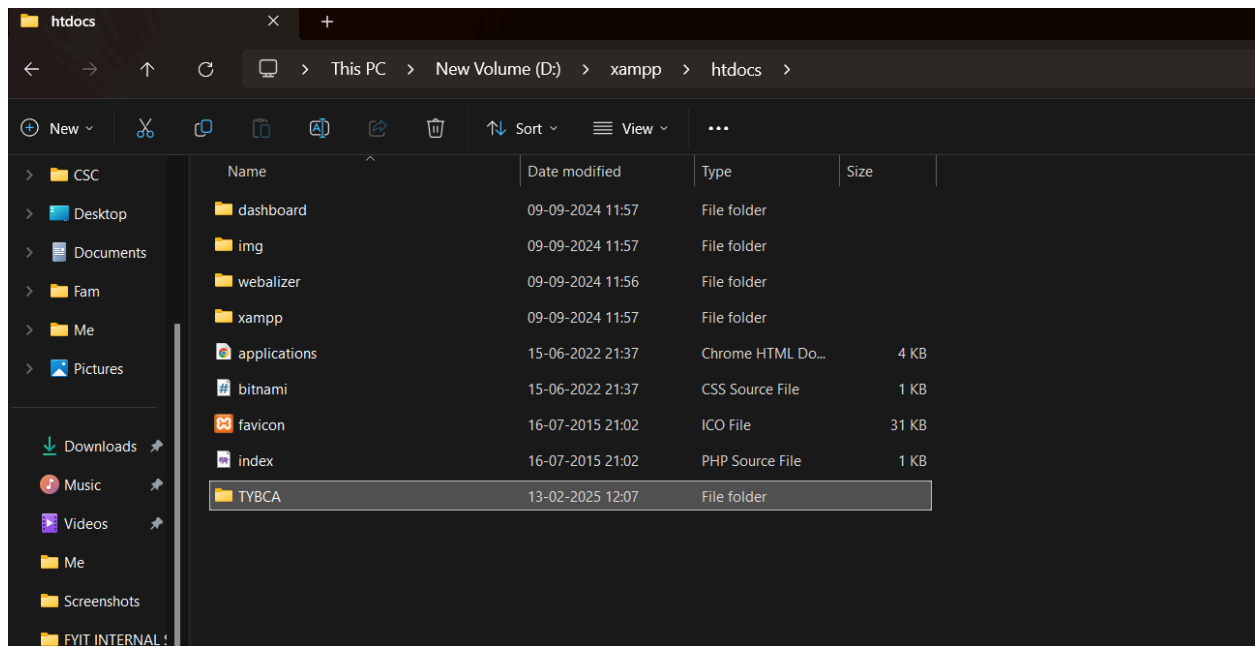 htdocs
This PC > New Volume (D:) > xampp > htdocs >
New Sort View
Name Date modified Type Size
CSC
Desktop
Documents
Fam
Me
Pictures
Downloads
Music
Videos
Me
Screenshots
FYIT INTERNAL
dashboard 09-09-2024 11:57 File folder
img 09-09-2024 11:57 File folder
webalizer 09-09-2024 11:56 File folder
xampp 09-09-2024 11:57 File folder
applications 15-06-2022 21:37 Chrome HTML Do... 4 KB
bitnami 15-06-2022 21:37 CSS Source File 1 KB
favicon 16-07-2015 21:02 ICO File 31 KB
index 16-07-2015 21:02 PHP Source File 1 KB
TYBCA 13-02-2025 12:07 File folder